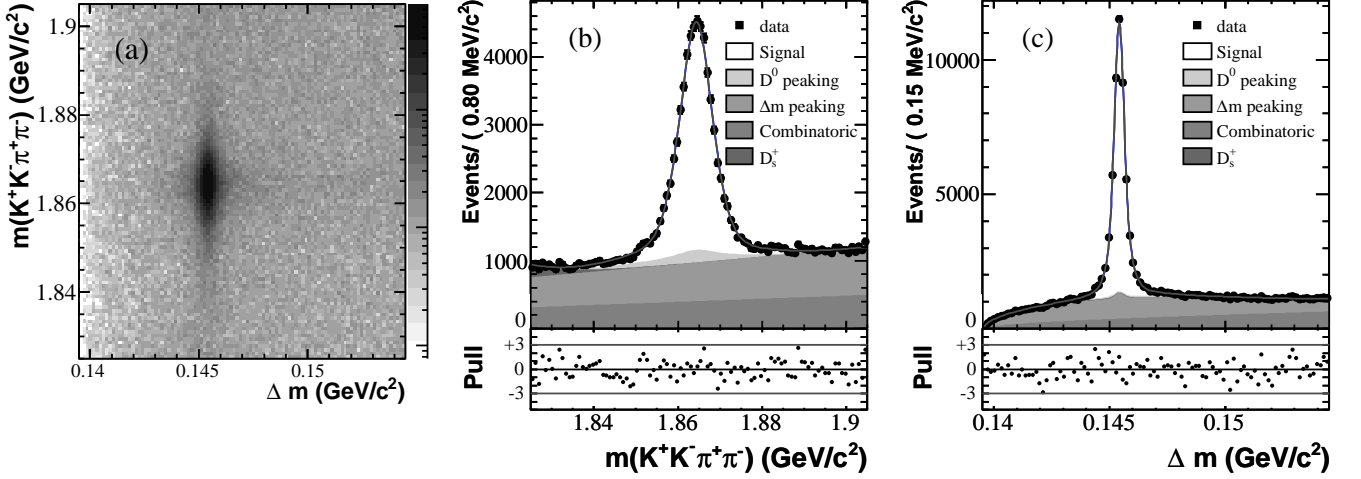 (a)
m(K⁺K⁻π⁺π⁻) (GeV/c²)
1.9
1.88
1.86
1.84
0.14 0.145 0.15
Δ m (GeV/c²)
(b)
Events/ ( 0.80 MeV/c²)
4000
3000
2000
1000
0
data
Signal
D⁰ peaking
Δm peaking
Combinatoric
Dₛ⁺
Pull
+3
0
-3
1.84 1.86 1.88 1.9
m(K⁺K⁻π⁺π⁻) (GeV/c²)
(c)
Events/ ( 0.15 MeV/c²)
10000
5000
0
data
Signal
D⁰ peaking
Δm peaking
Combinatoric
Dₛ⁺
Pull
+3
0
-3
0.14 0.145 0.15
Δ m (GeV/c²)